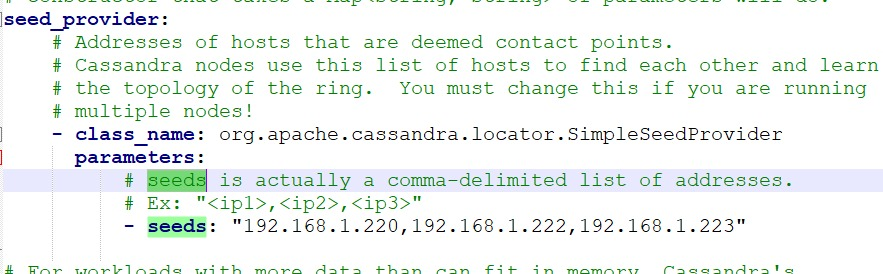 # Constructor that takes a Map<String, String> of parameters will do.
seed_provider:
# Addresses of hosts that are deemed contact points.
# Cassandra nodes use this list of hosts to find each other and learn
# the topology of the ring.  You must change this if you are running
# multiple nodes!
- class_name: org.apache.cassandra.locator.SimpleSeedProvider
parameters:
# seeds is actually a comma-delimited list of addresses.
# Ex: "<ip1>,<ip2>,<ip3>"
- seeds: "192.168.1.220,192.168.1.222,192.168.1.223"
# For workloads with more data than can fit in memory, Cassandra's